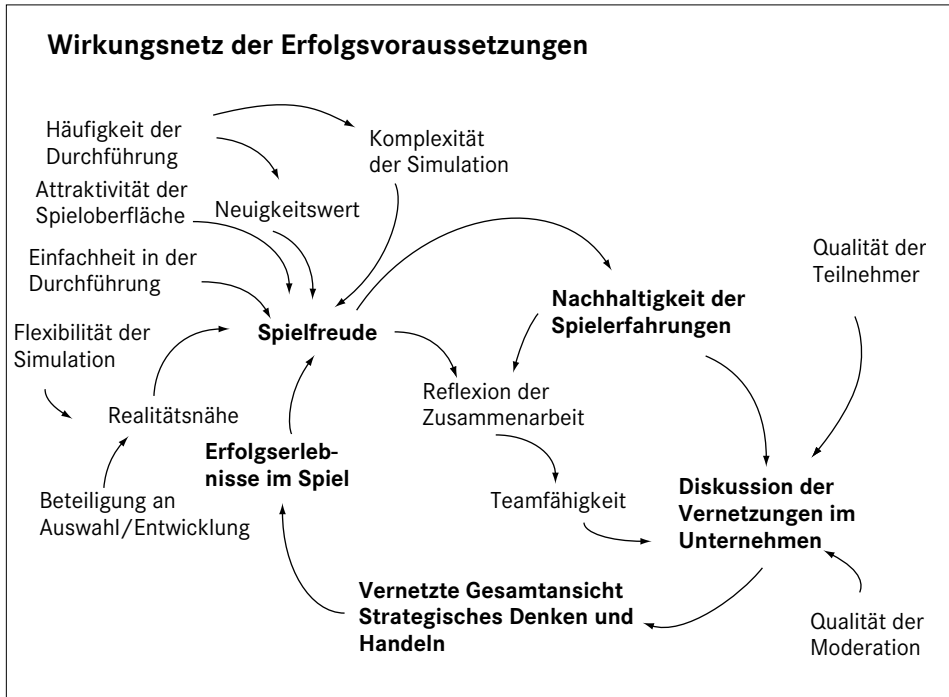 Wirkungsnetz der Erfolgsvoraussetzungen
Häufigkeit der
Durchführung
Komplexität
der Simulation
Attraktivität der
Spieloberfläche
Neuigkeitswert
Einfachheit in der
Durchführung
Qualität der
Teilnehmer
Nachhaltigkeit der
Spielerfahrungen
Flexibilität der
Simulation
Spielfreude
Reflexion der
Zusammenarbeit
Realitätsnähe
Erfolgserleb-
nisse im Spiel
Beteiligung an
Auswahl/Entwicklung
Teamfähigkeit
Diskussion der
Vernetzungen im
Unternehmen
Vernetzte Gesamtansicht
Strategisches Denken und
Handeln
Qualität der
Moderation